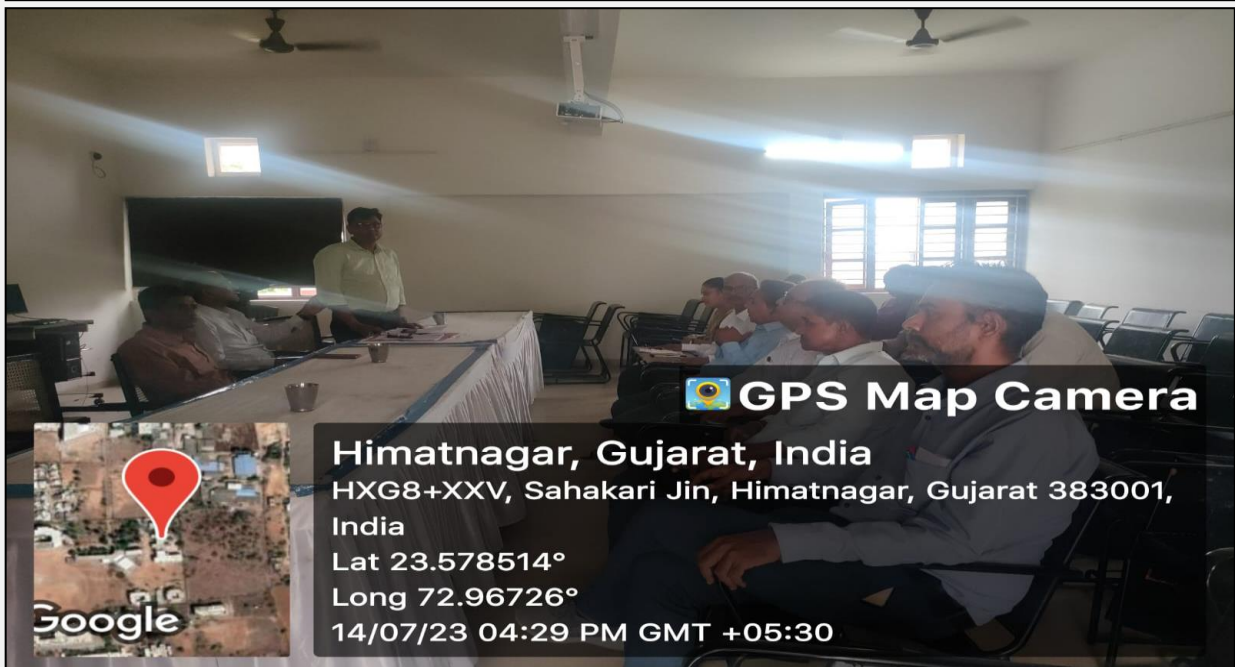 GPS Map Camera
Himatnagar, Gujarat, India
HXG8+XXV, Sahakari Jin, Himatnagar, Gujarat 383001,
India
Lat 23.578514°
Long 72.96726°
14/07/23 04:29 PM GMT +05:30
Google